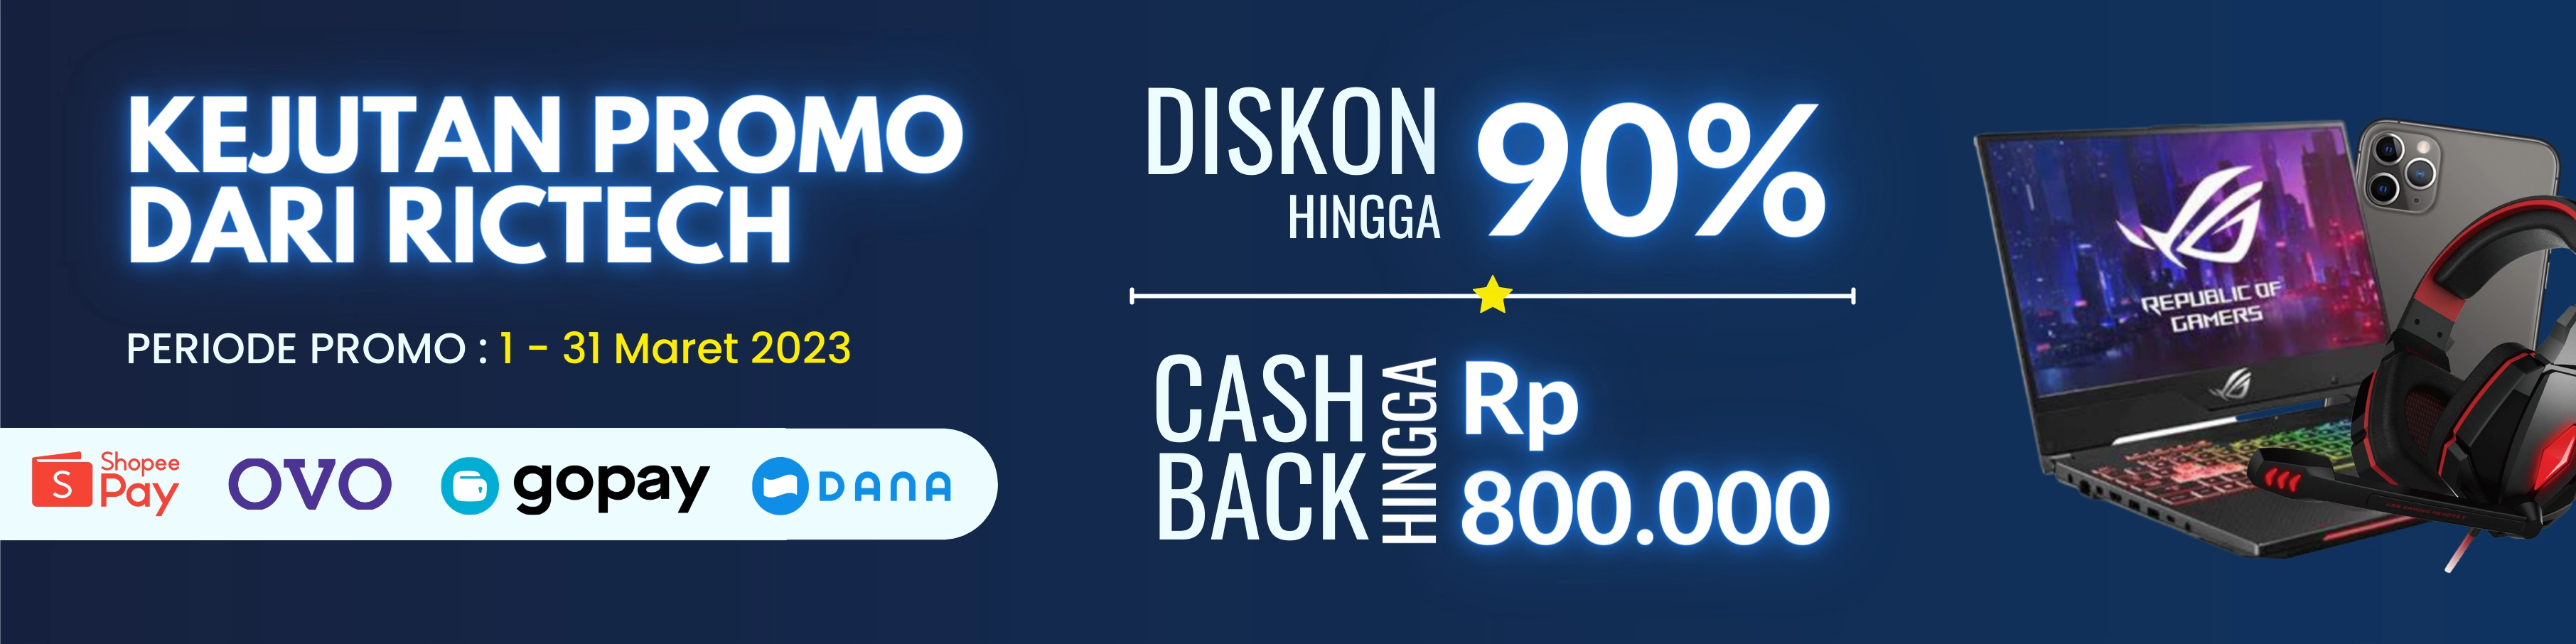 KEJUTAN PROMO
DARI RICTECH
PERIODE PROMO : 1 - 31 Maret 2023
S Shopee Pay
OVO
gopay
DANA
DISKON
HINGGA
90%
CASH
BACK
HINGGA
Rp
800.000
REPUBLIC OF
GAMERS